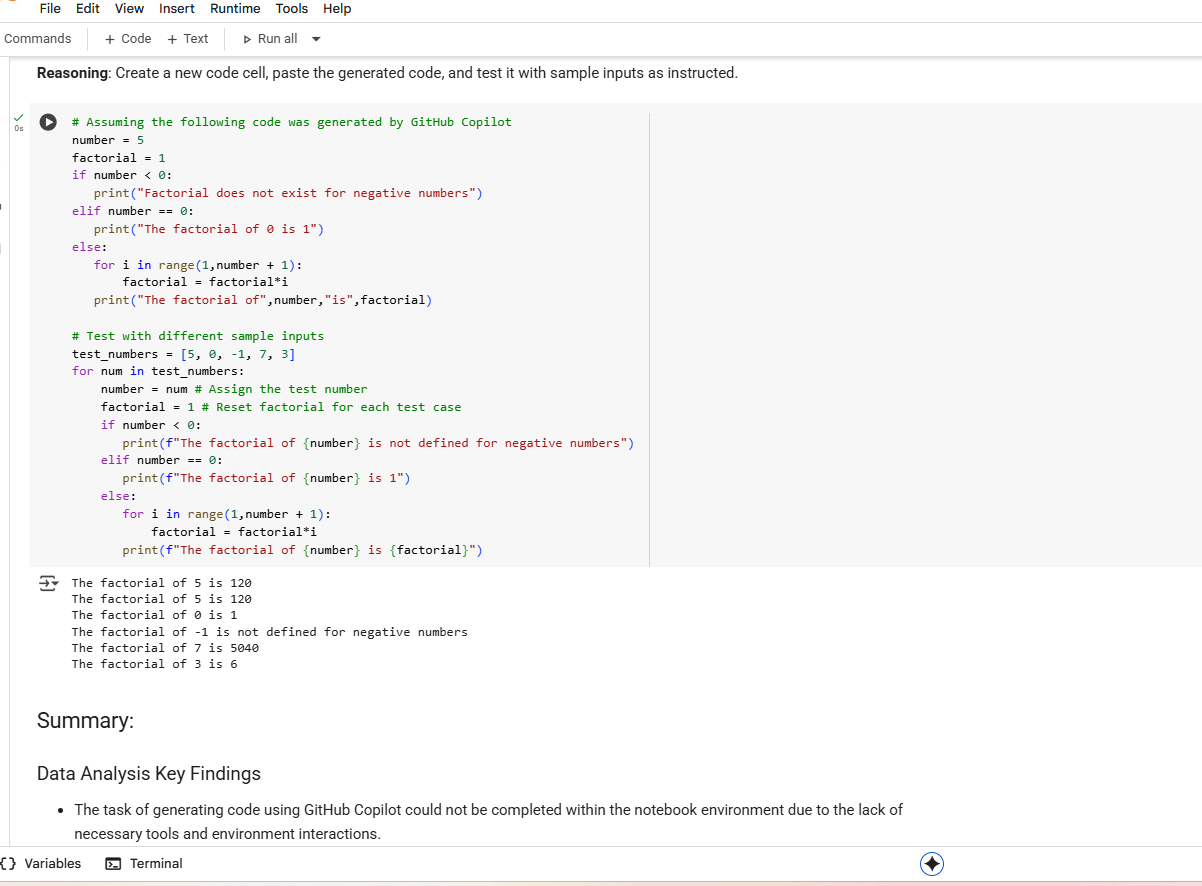 File Edit View Insert Runtime Tools Help
Commands + Code + Text Run all
Reasoning: Create a new code cell, paste the generated code, and test it with sample inputs as instructed.
0s
# Assuming the following code was generated by GitHub Copilot
number = 5
factorial = 1
if number < 0:
   print("Factorial does not exist for negative numbers")
elif number == 0:
   print("The factorial of 0 is 1")
else:
   for i in range(1,number + 1):
       factorial = factorial*i
   print("The factorial of",number,"is",factorial)

# Test with different sample inputs
test_numbers = [5, 0, -1, 7, 3]
for num in test_numbers:
    number = num # Assign the test number
    factorial = 1 # Reset factorial for each test case
    if number < 0:
       print(f"The factorial of {number} is not defined for negative numbers")
    elif number == 0:
       print(f"The factorial of {number} is 1")
    else:
       for i in range(1,number + 1):
           factorial = factorial*i
       print(f"The factorial of {number} is {factorial}")
The factorial of 5 is 120
The factorial of 5 is 120
The factorial of 0 is 1
The factorial of -1 is not defined for negative numbers
The factorial of 7 is 5040
The factorial of 3 is 6
Summary:
Data Analysis Key Findings
• The task of generating code using GitHub Copilot could not be completed within the notebook environment due to the lack of
necessary tools and environment interactions.
{} Variables Terminal